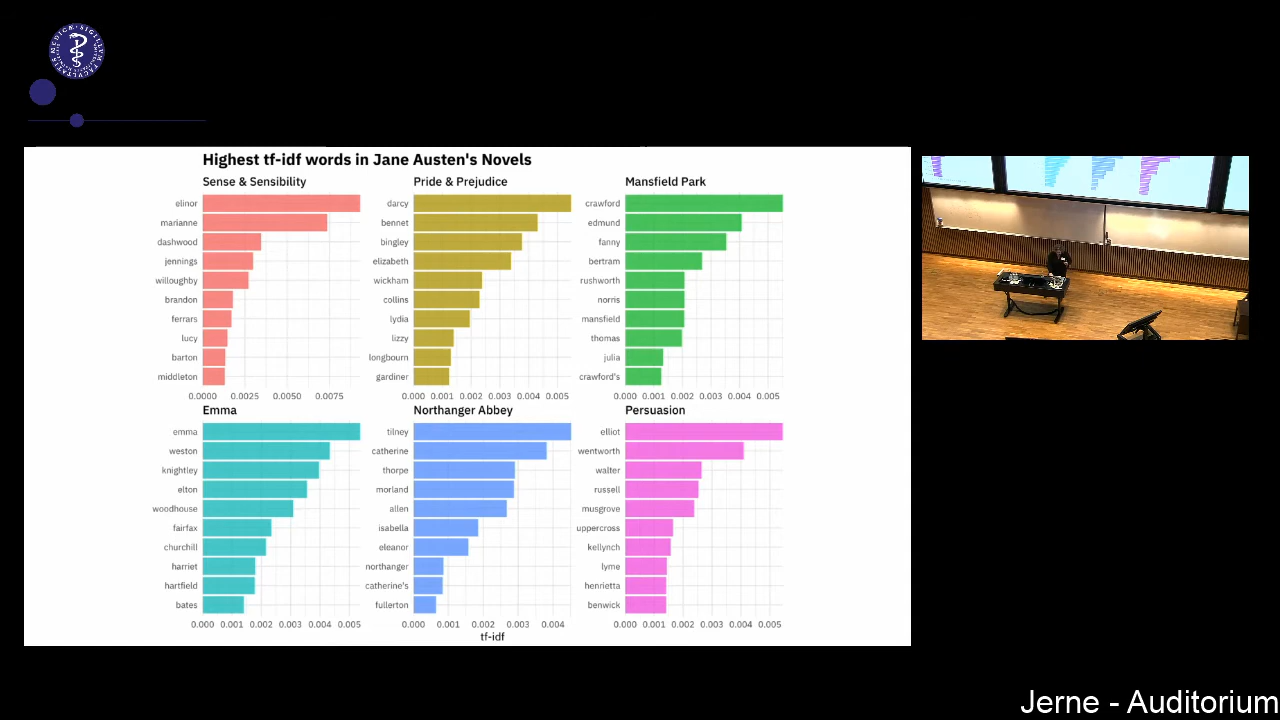 Highest tf-idf words in Jane Austen's Novels
Sense & Sensibility
elinor
marianne
dashwood
jennings
willoughby
brandon
ferrars
lucy
barton
middleton
0.0000 0.0025 0.0050 0.0075
Pride & Prejudice
darcy
bennet
bingley
elizabeth
wickham
collins
lydia
lizzy
longbourn
gardiner
0.000 0.001 0.002 0.003 0.004 0.005
Mansfield Park
crawford
edmund
fanny
bertram
rushworth
norris
mansfield
thomas
julia
crawford's
0.000 0.001 0.002 0.003 0.004 0.005
Emma
emma
weston
knightley
elton
woodhouse
fairfax
churchill
harriet
hartfield
bates
0.000 0.001 0.002 0.003 0.004 0.005
Northanger Abbey
tilney
catherine
thorpe
morland
allen
isabella
eleanor
northanger
catherine's
fullerton
0.000 0.001 0.002 0.003 0.004
Persuasion
elliot
wentworth
walter
russell
musgrove
uppercross
kellynch
lyme
henrietta
benwick
0.000 0.001 0.002 0.003 0.004 0.005
tf-idf
Jerne - Auditorium